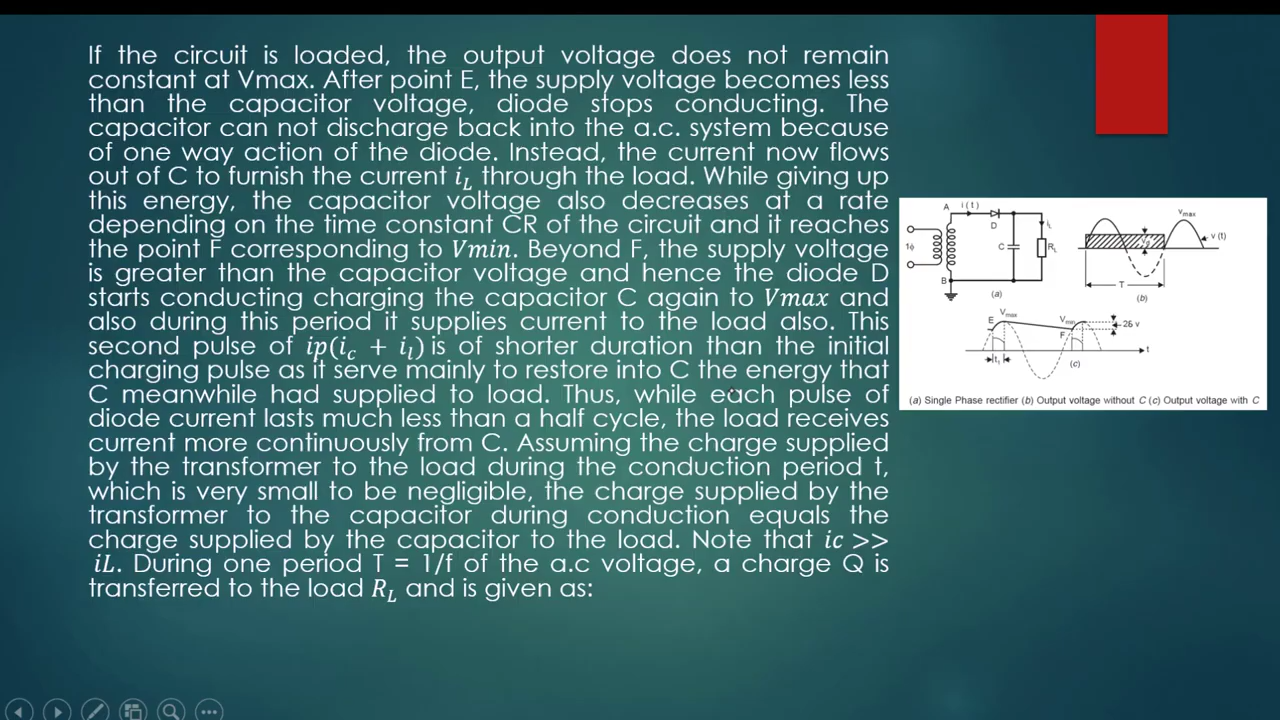 If the circuit is loaded, the output voltage does not remain
constant at Vmax. After point E, the supply voltage becomes less
than the capacitor voltage, diode stops conducting. The
capacitor can not discharge back into the a.c. system because
of one way action of the diode. Instead, the current now flows
out of C to furnish the current i_L through the load. While giving up
this energy, the capacitor voltage also decreases at a rate
depending on the time constant CR of the circuit and it reaches
the point F corresponding to Vmin. Beyond F, the supply voltage
is greater than the capacitor voltage and hence the diode D
starts conducting charging the capacitor C again to Vmax and
also during this period it supplies current to the load also. This
second pulse of ip(i_c + i_l) is of shorter duration than the initial
charging pulse as it serve mainly to restore into C the energy that
C meanwhile had supplied to load. Thus, while each pulse of
diode current lasts much less than a half cycle, the load receives
current more continuously from C. Assuming the charge supplied
by the transformer to the load during the conduction period t,
which is very small to be negligible, the charge supplied by the
transformer to the capacitor during conduction equals the
charge supplied by the capacitor to the load. Note that ic >>
iL. During one period T = 1/f of the a.c voltage, a charge Q is
transferred to the load R_L and is given as:
A i (t)
D
i_L
1ϕ
C
R_L
B
(a)
V_max
v (t)
T
(b)
V_max
E
V_min
F
2δ v
t_1
t
(c)
(a) Single Phase rectifier (b) Output voltage without C (c) Output voltage with C